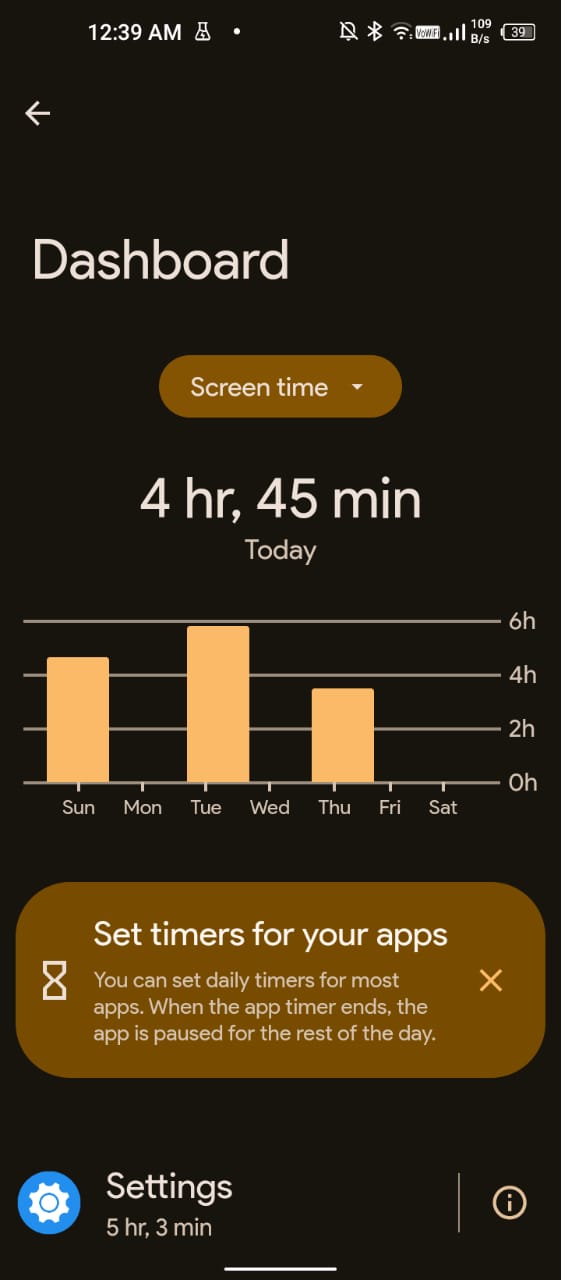 12:39 AM
VoWiFi
109
B/s
39
Dashboard
Screen time
4 hr, 45 min
Today
6h
4h
2h
0h
Sun Mon Tue Wed Thu Fri Sat
Set timers for your apps
You can set daily timers for most
apps. When the app timer ends, the
app is paused for the rest of the day.
Settings
5 hr, 3 min